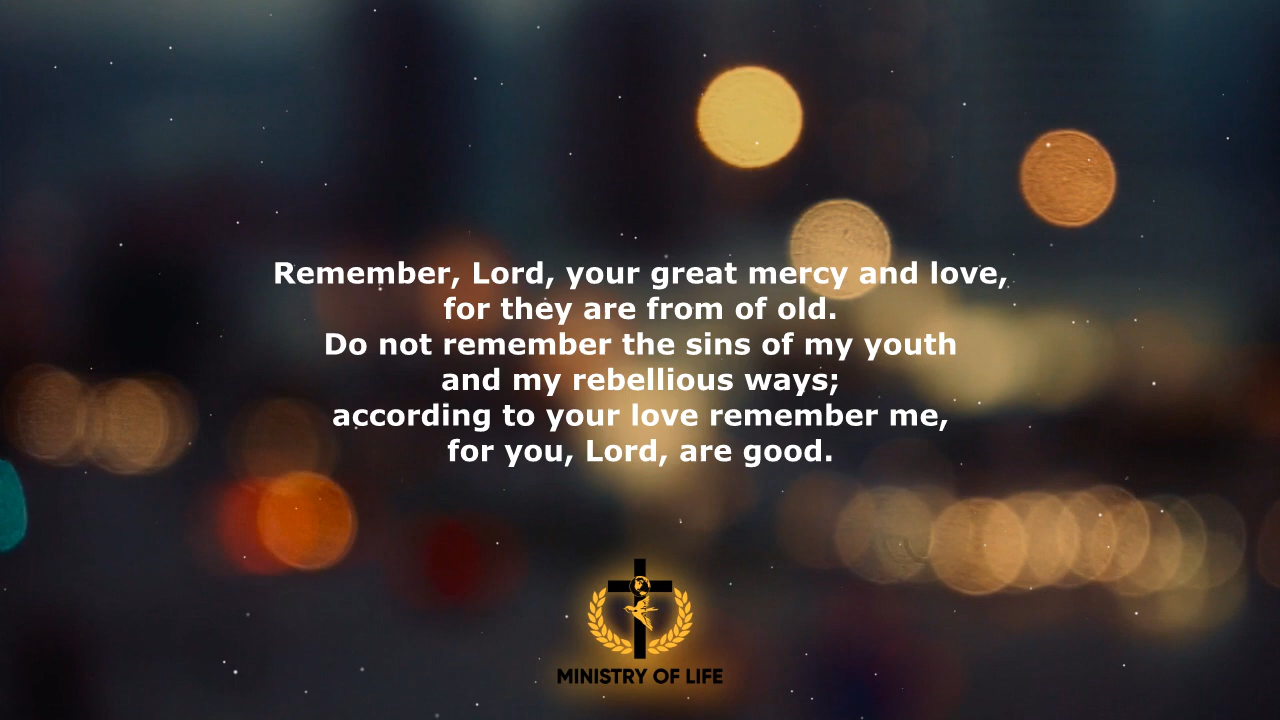 Remember, Lord, your great mercy and love,
for they are from of old.
Do not remember the sins of my youth
and my rebellious ways;
according to your love remember me,
for you, Lord, are good.
MINISTRY OF LIFE